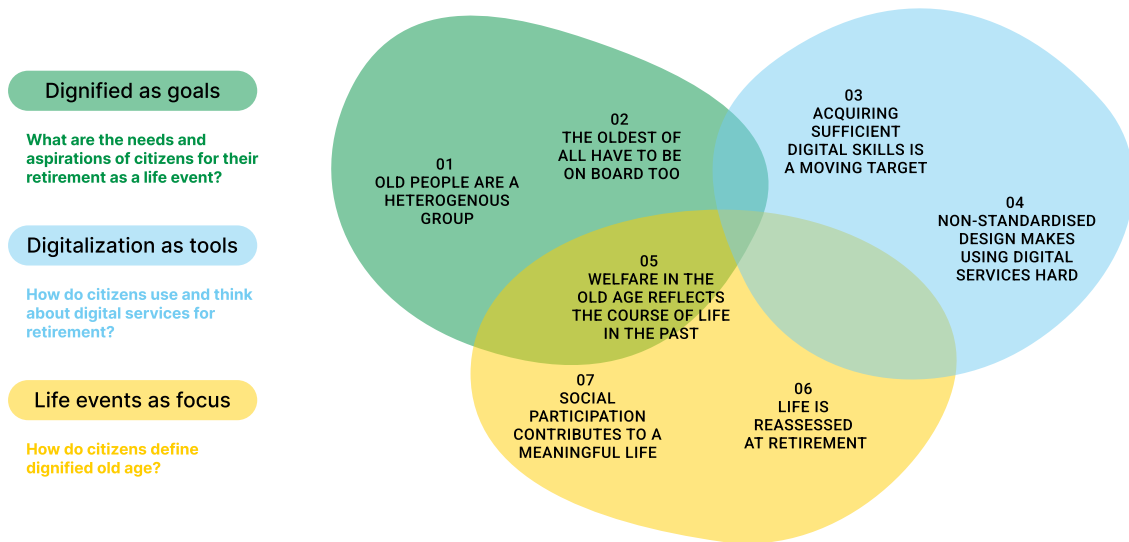 Dignified as goals
What are the needs and
aspirations of citizens for their
retirement as a life event?
Digitalization as tools
How do citizens use and think
about digital services for
retirement?
Life events as focus
How do citizens define
dignified old age?
01
OLD PEOPLE ARE A
HETEROGENOUS
GROUP
02
THE OLDEST OF
ALL HAVE TO BE
ON BOARD TOO
03
ACQUIRING
SUFFICIENT
DIGITAL SKILLS IS
A MOVING TARGET
04
NON-STANDARDISED
DESIGN MAKES
USING DIGITAL
SERVICES HARD
05
WELFARE IN THE
OLD AGE REFLECTS
THE COURSE OF LIFE
IN THE PAST
07
SOCIAL
PARTICIPATION
CONTRIBUTES TO A
MEANINGFUL LIFE
06
LIFE IS
REASSESSED
AT RETIREMENT